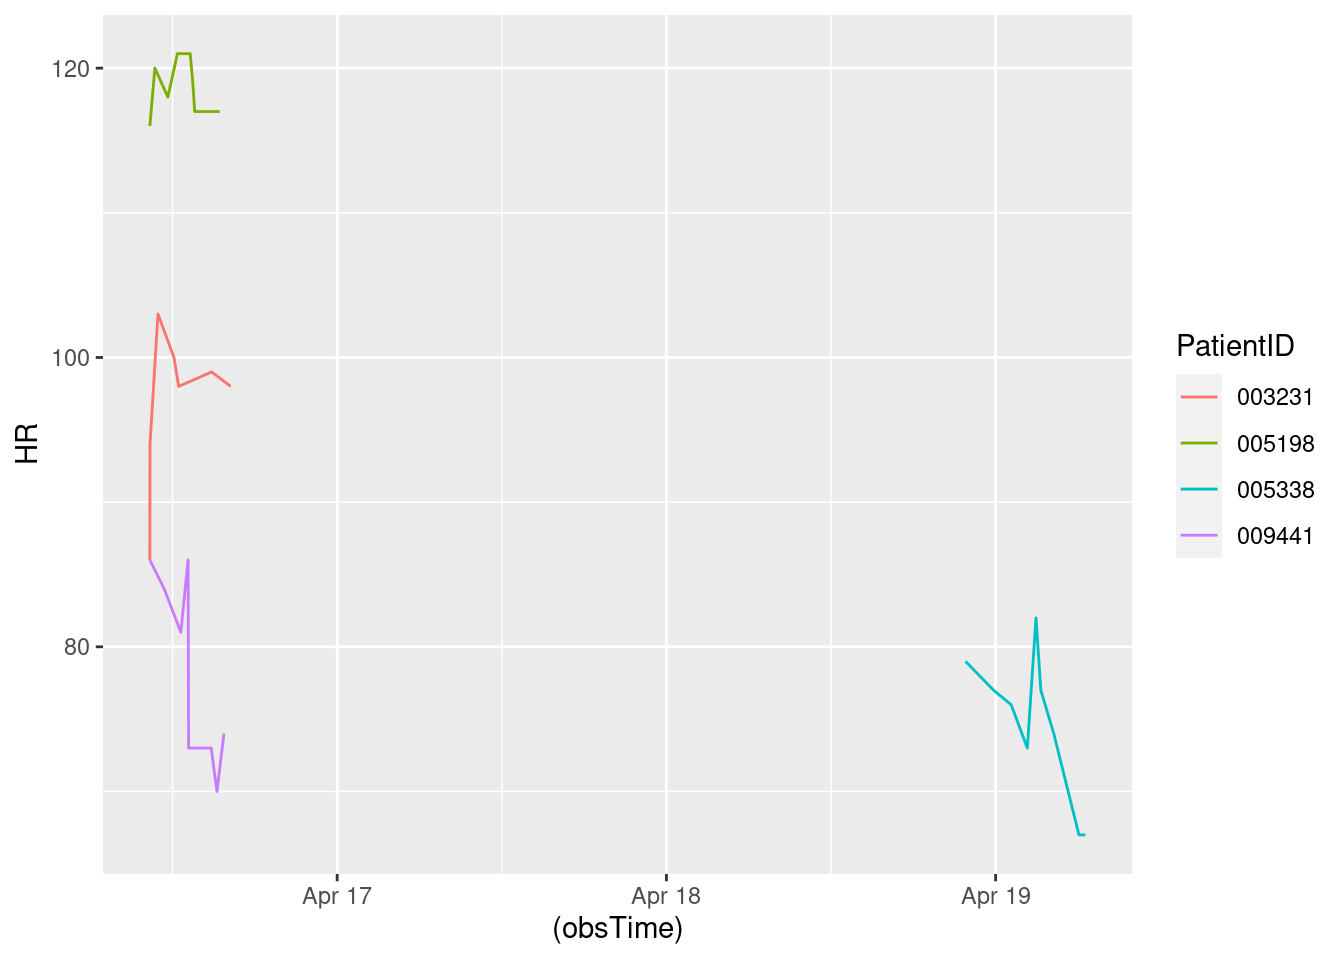 120
100
80
HR
Apr 17
Apr 18
Apr 19
(obsTime)
PatientID
003231
005198
005338
009441